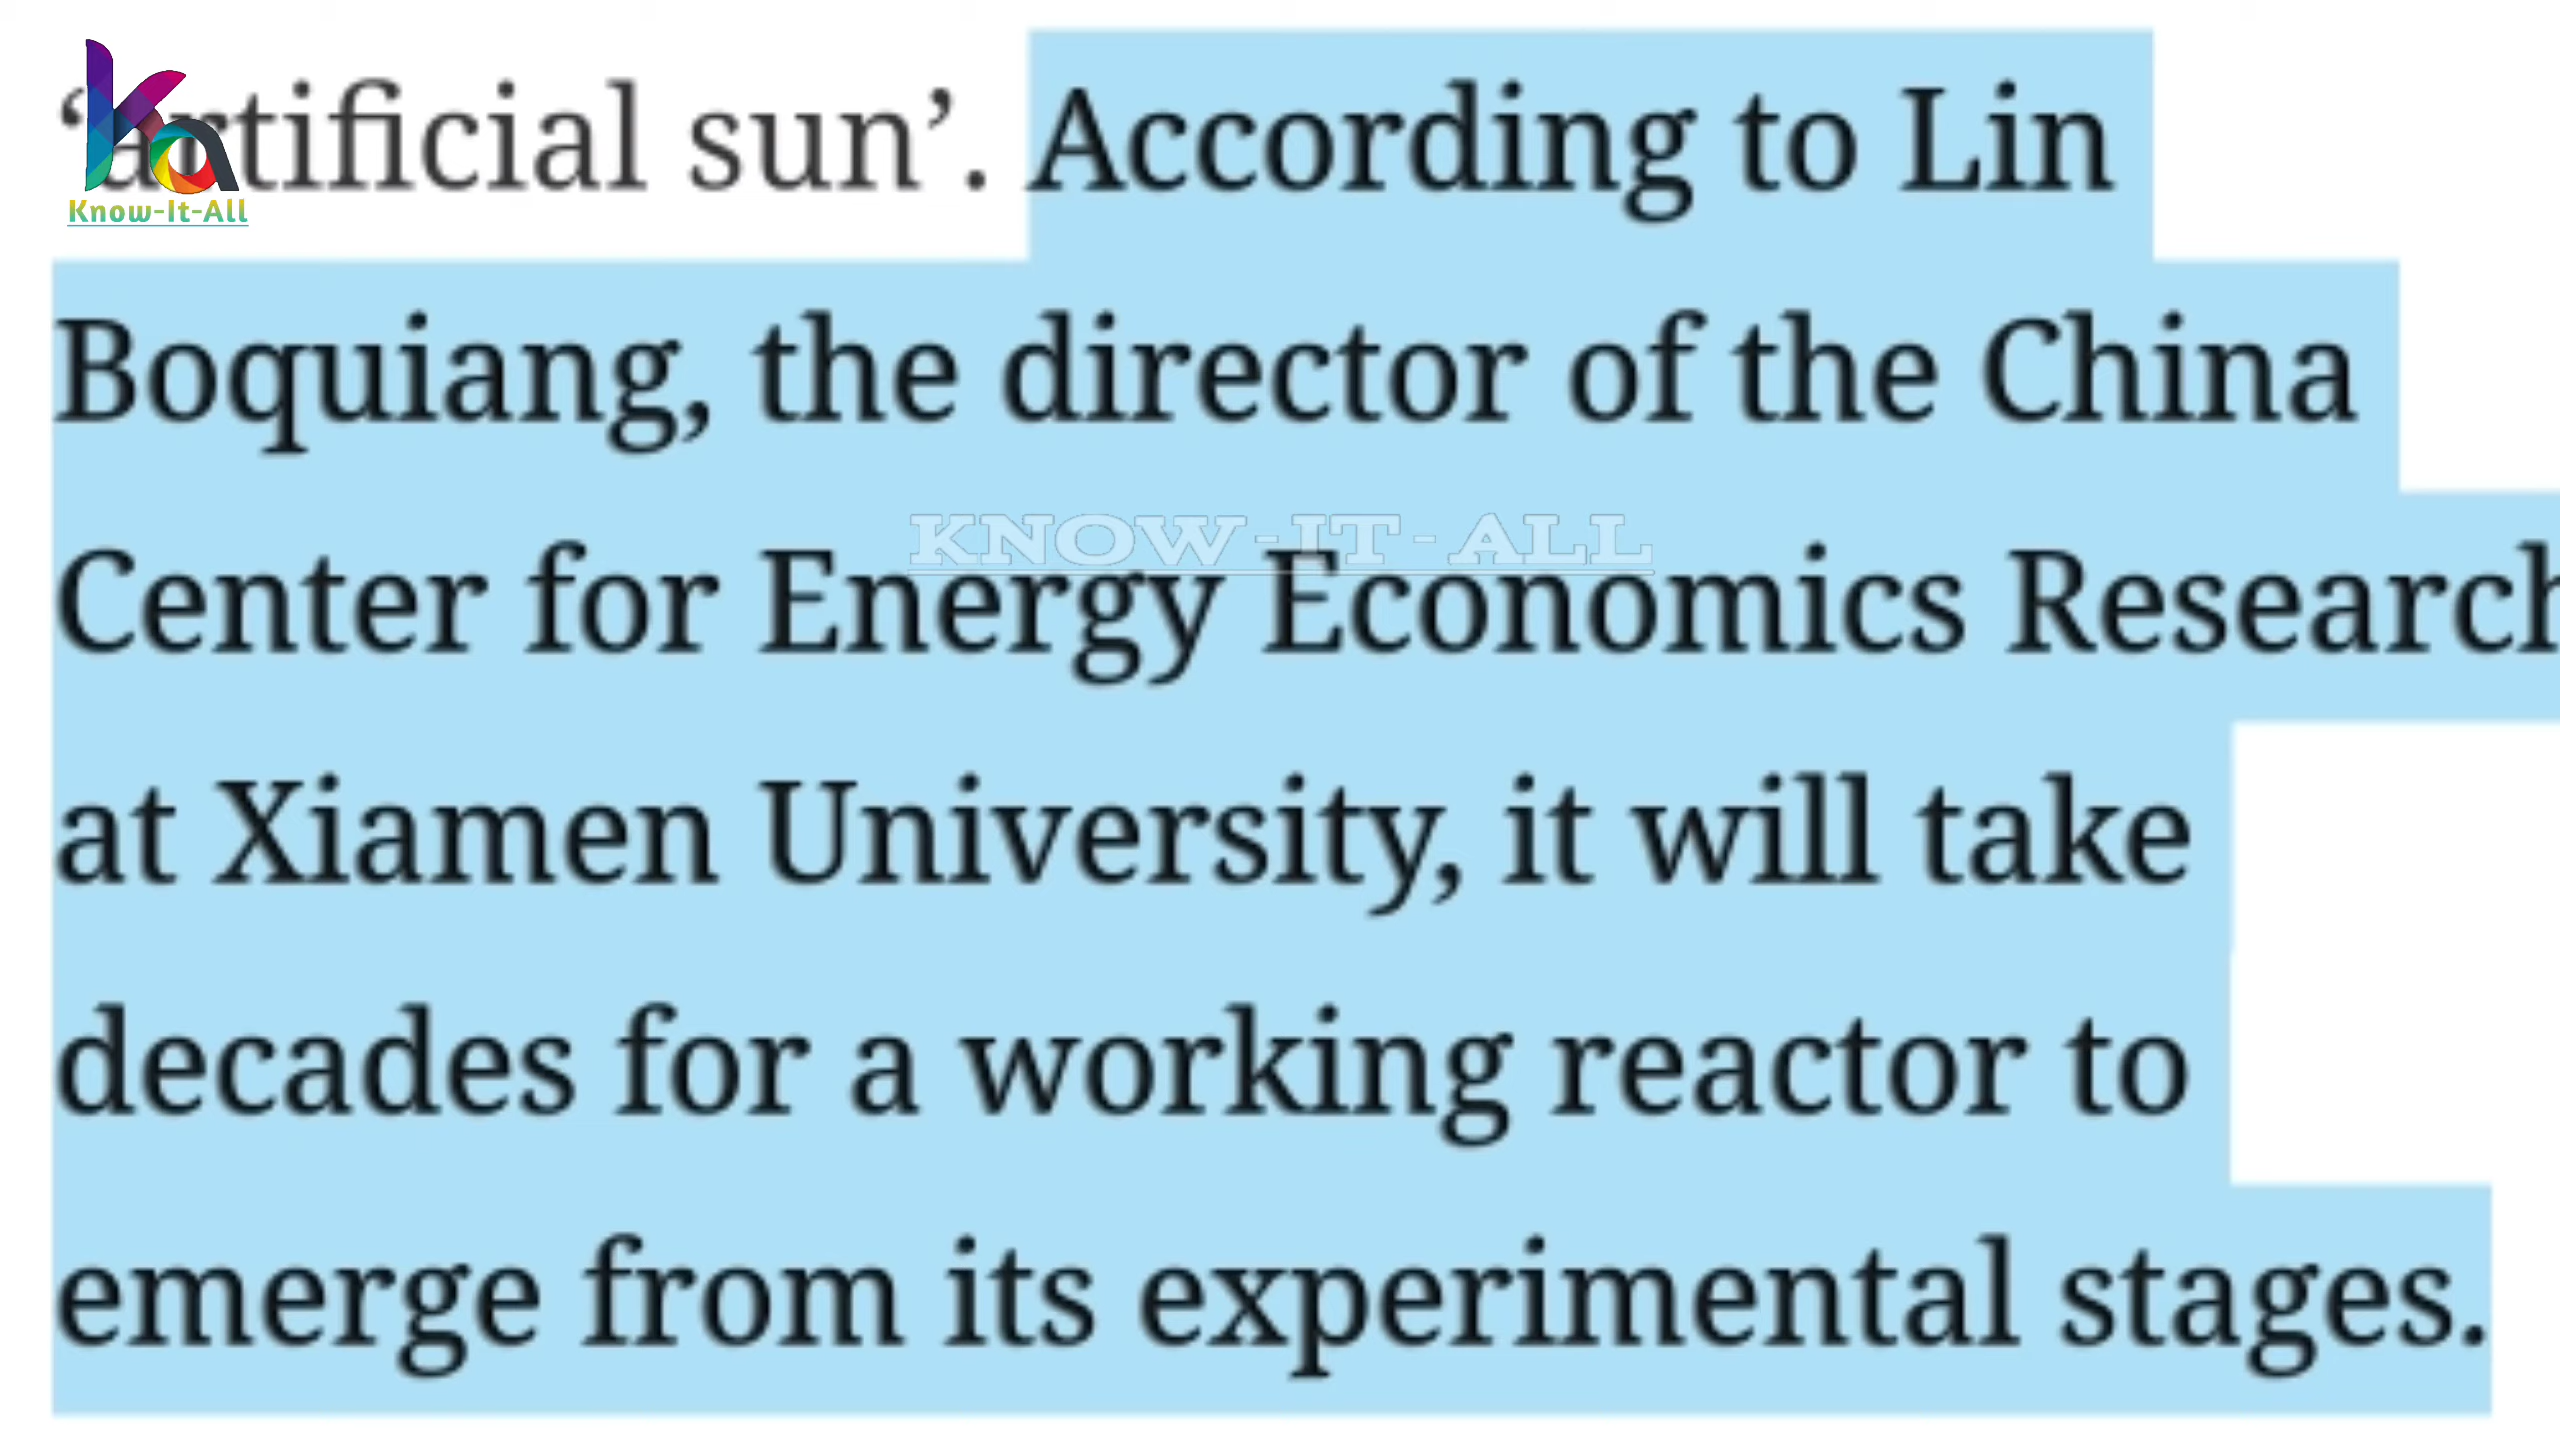 ‘artificial sun’. According to Lin
Know-It-All
Boquiang, the director of the China
KNOW-IT-ALL
Center for Energy Economics Research
at Xiamen University, it will take
decades for a working reactor to
emerge from its experimental stages.